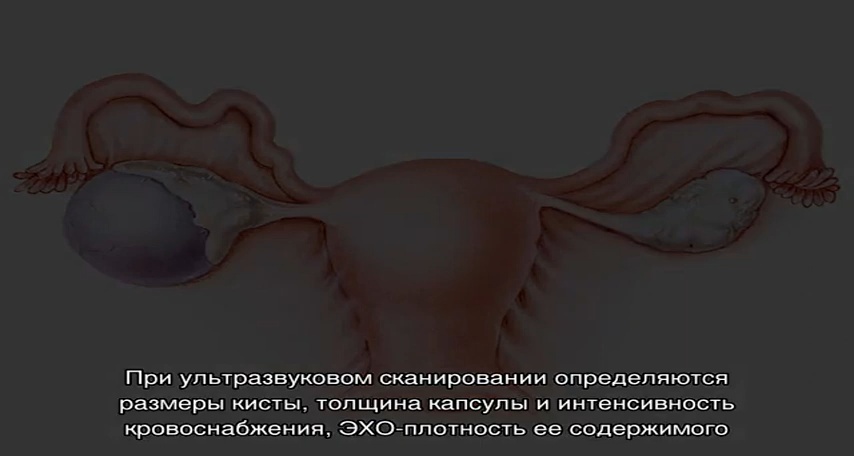 При ультразвуковом сканировании определяются
размеры кисты, толщина капсулы и интенсивность
кровоснабжения, ЭХО-плотность ее содержимого